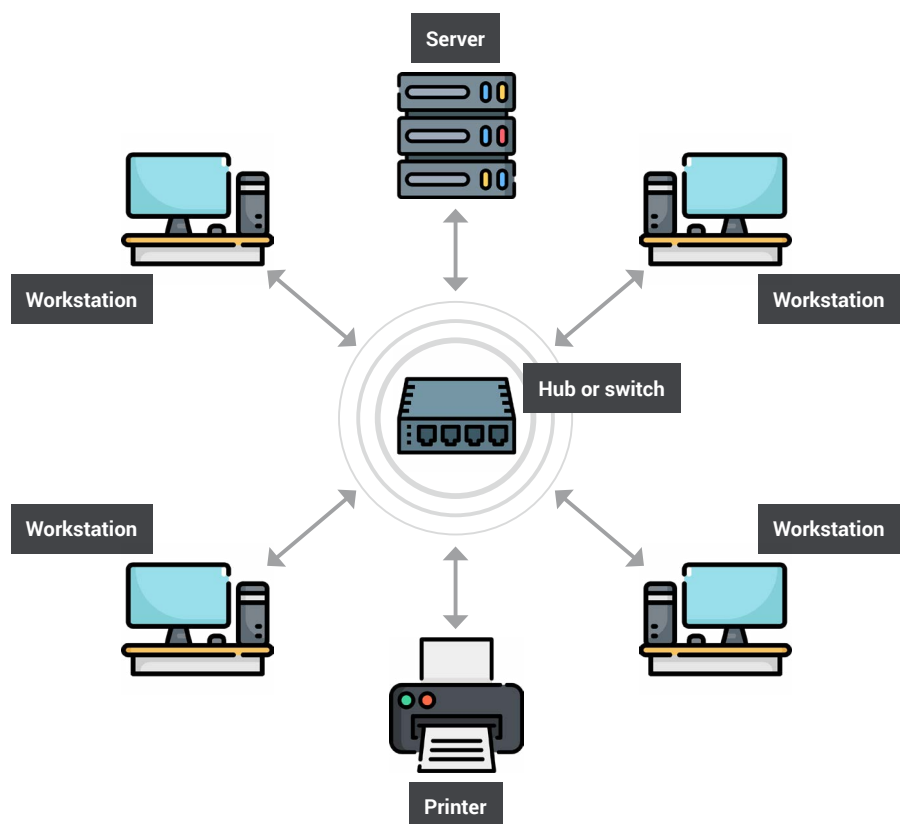 Server
Workstation
Workstation
Hub or switch
Workstation
Workstation
Printer